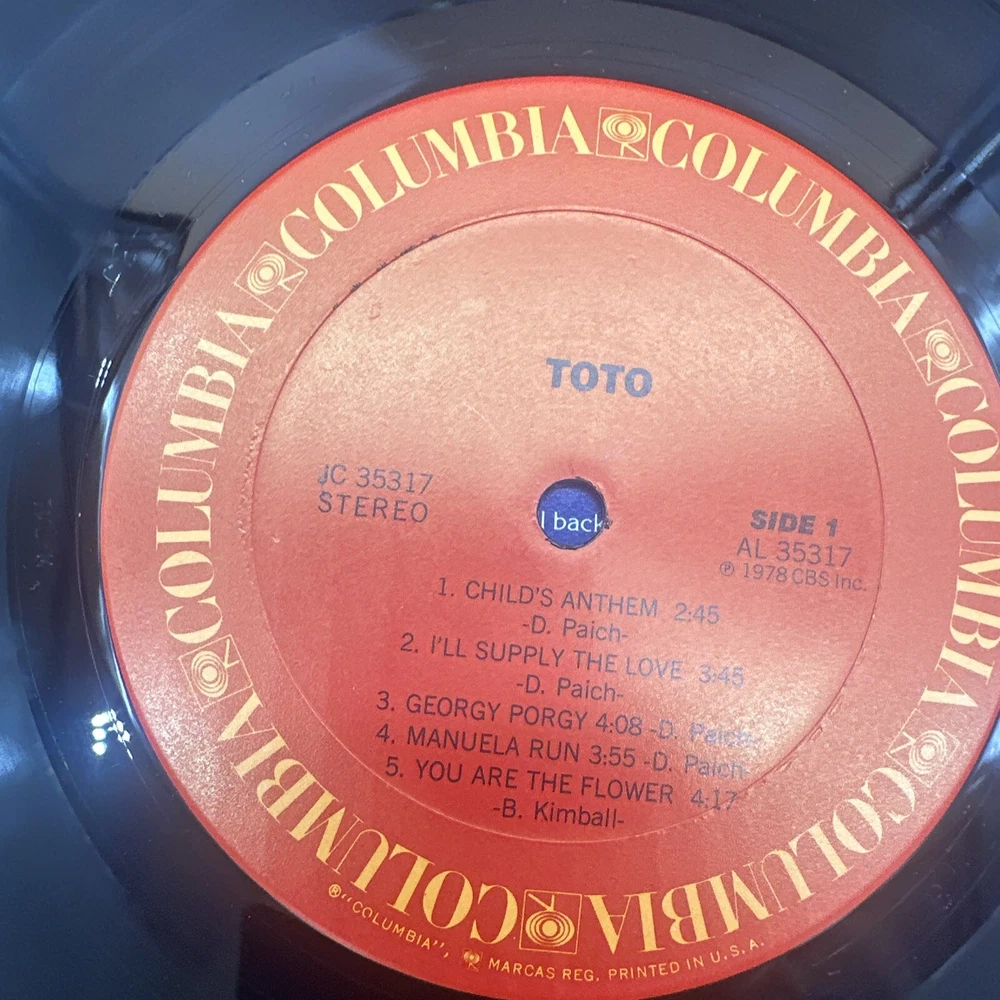 COLUMBIA COLUMBIA COLUMBIA COLUMBIA COLUMBIA COLUMBIA COLUMBIA COLUMBIA
TOTO
JC 35317
STEREO
l back
SIDE 1
AL 35317
℗ 1978 CBS Inc.
1. CHILD'S ANTHEM 2:45
-D. Paich-
2. I'LL SUPPLY THE LOVE 3:45
-D. Paich-
3. GEORGY PORGY 4:08 -D. Paich-
4. MANUELA RUN 3:55 -D. Paich-
5. YOU ARE THE FLOWER 4:17
-B. Kimball-
®"COLUMBIA", MARCAS REG. PRINTED IN U.S.A.